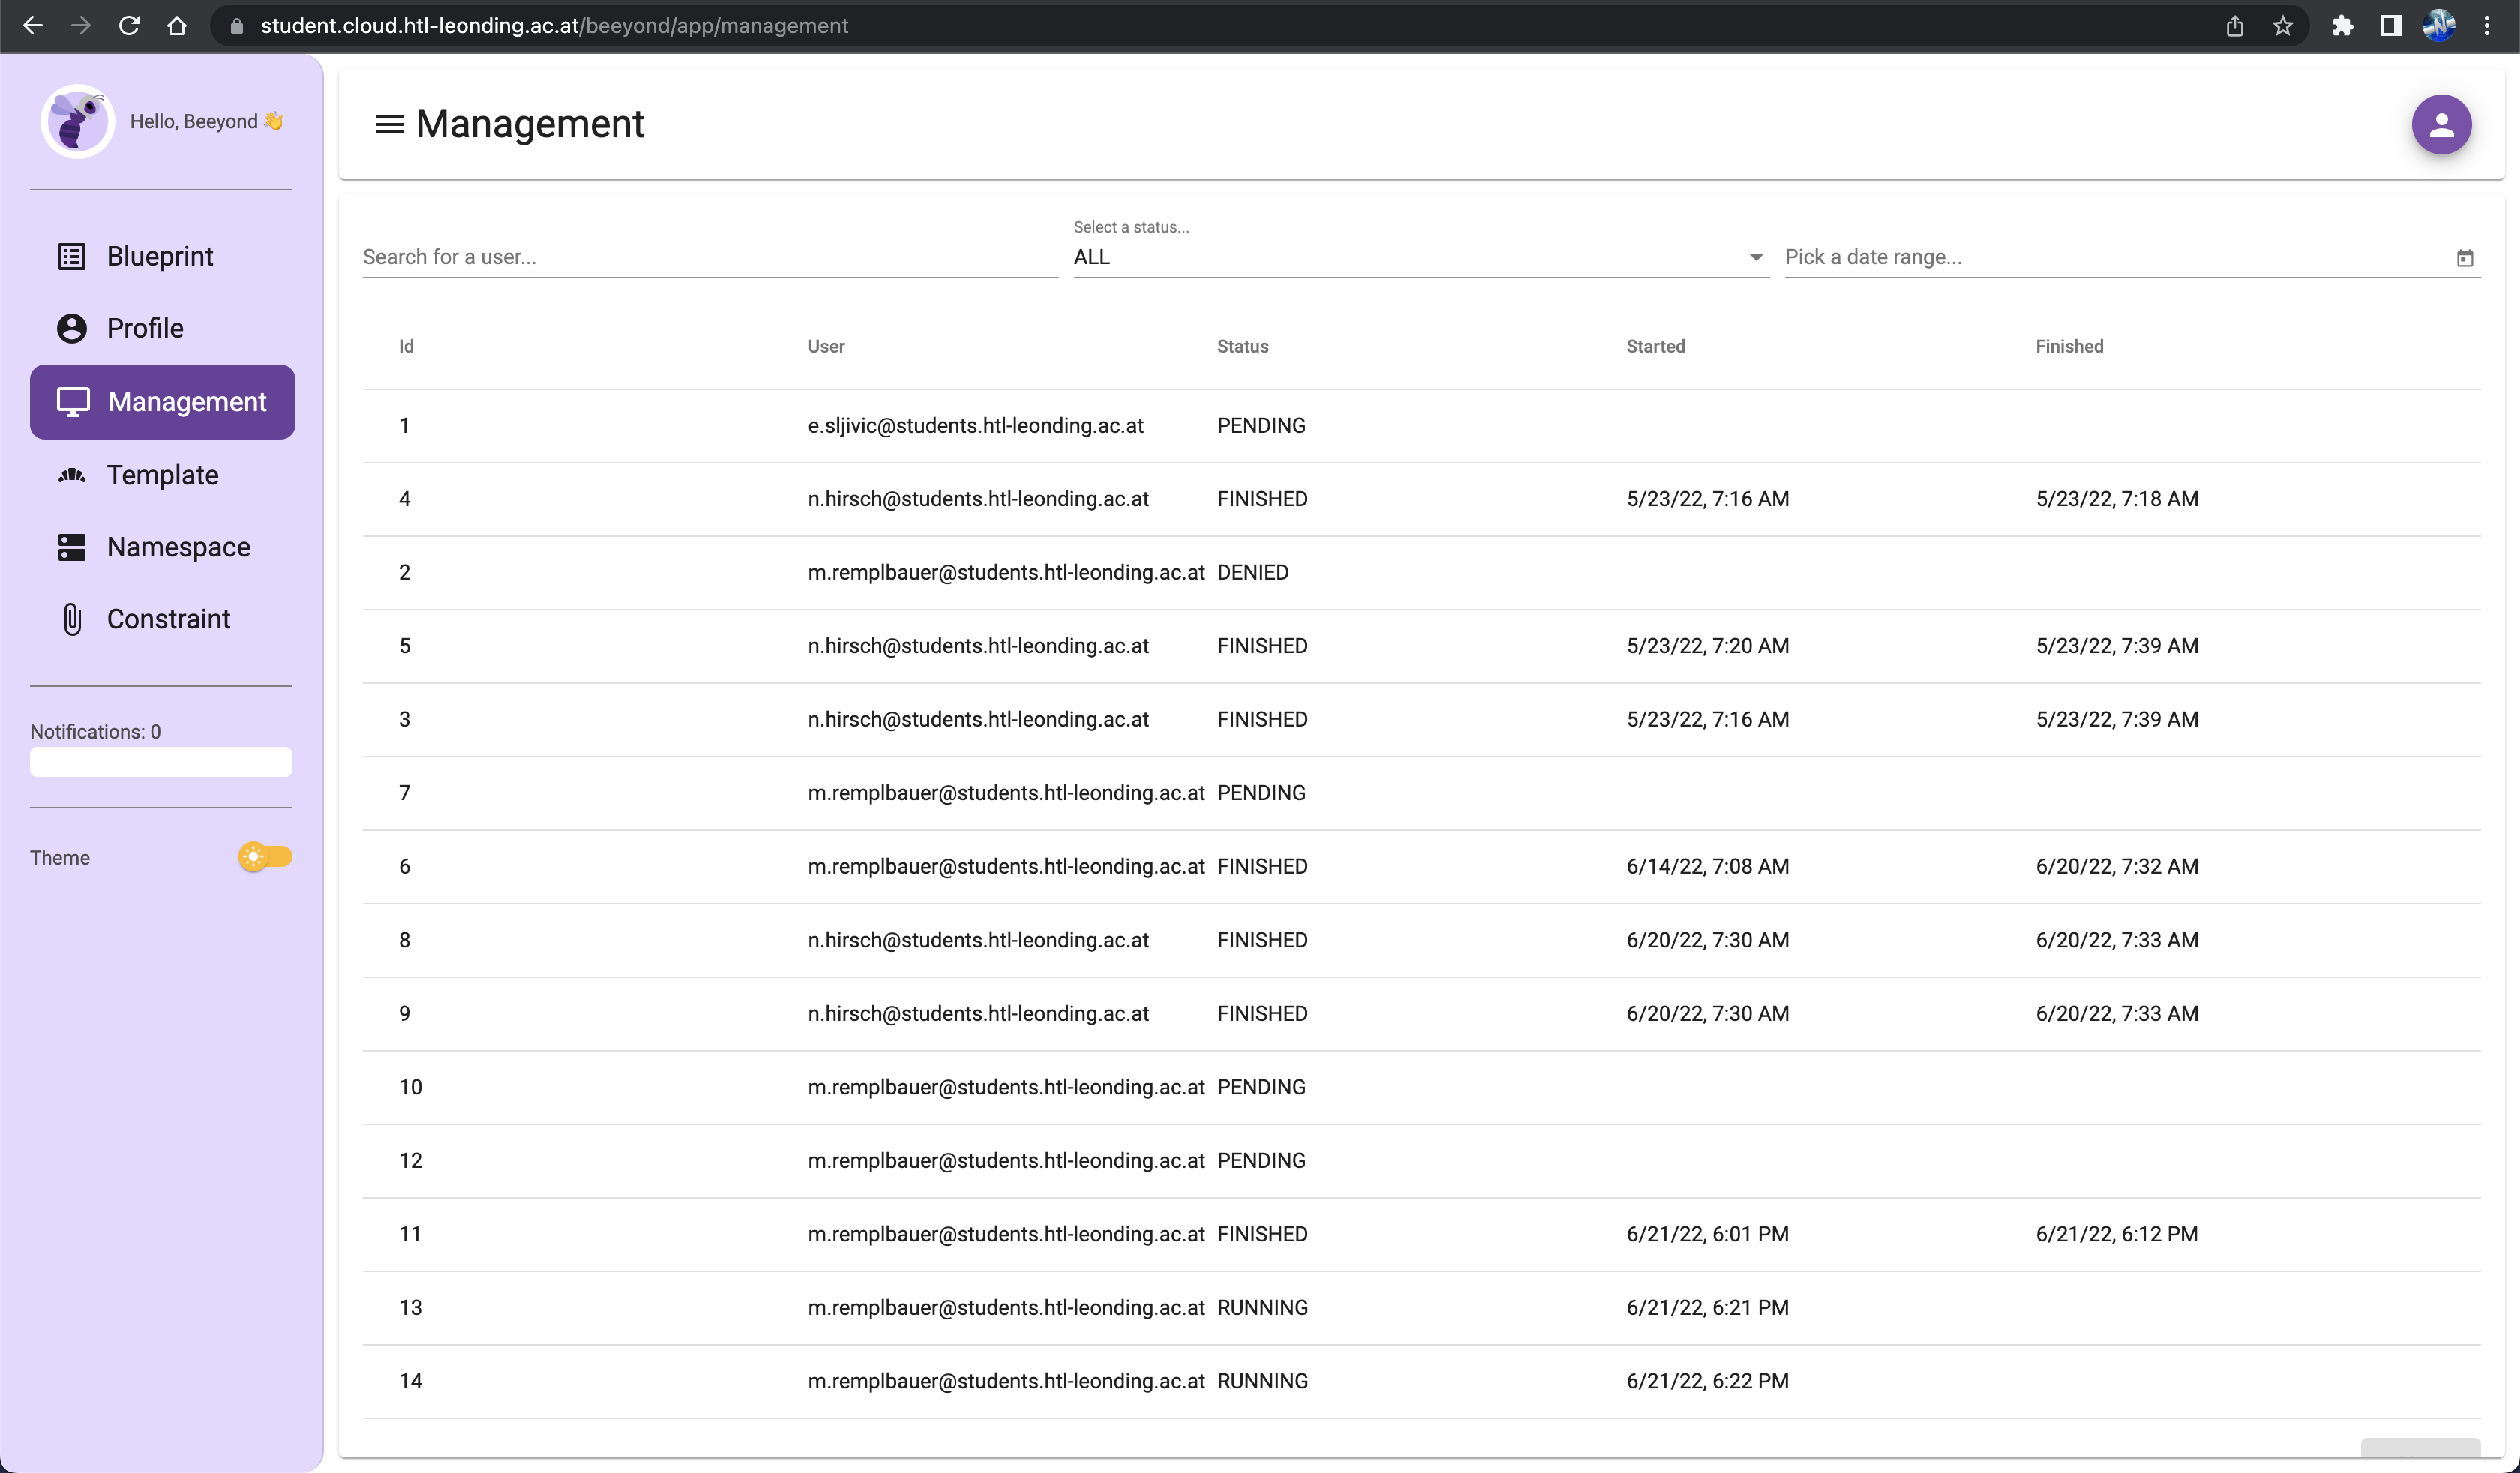 student.cloud.htl-leonding.ac.at/beeyond/app/management
Hello, Beeyond 👋
Blueprint
Profile
Management
Template
Namespace
Constraint
Notifications: 0
Theme
Management
Search for a user...
Select a status...
ALL
Pick a date range...
Id User Status Started Finished
1 e.sljivic@students.htl-leonding.ac.at PENDING
4 n.hirsch@students.htl-leonding.ac.at FINISHED 5/23/22, 7:16 AM 5/23/22, 7:18 AM
2 m.remplbauer@students.htl-leonding.ac.at DENIED
5 n.hirsch@students.htl-leonding.ac.at FINISHED 5/23/22, 7:20 AM 5/23/22, 7:39 AM
3 n.hirsch@students.htl-leonding.ac.at FINISHED 5/23/22, 7:16 AM 5/23/22, 7:39 AM
7 m.remplbauer@students.htl-leonding.ac.at PENDING
6 m.remplbauer@students.htl-leonding.ac.at FINISHED 6/14/22, 7:08 AM 6/20/22, 7:32 AM
8 n.hirsch@students.htl-leonding.ac.at FINISHED 6/20/22, 7:30 AM 6/20/22, 7:33 AM
9 n.hirsch@students.htl-leonding.ac.at FINISHED 6/20/22, 7:30 AM 6/20/22, 7:33 AM
10 m.remplbauer@students.htl-leonding.ac.at PENDING
12 m.remplbauer@students.htl-leonding.ac.at PENDING
11 m.remplbauer@students.htl-leonding.ac.at FINISHED 6/21/22, 6:01 PM 6/21/22, 6:12 PM
13 m.remplbauer@students.htl-leonding.ac.at RUNNING 6/21/22, 6:21 PM
14 m.remplbauer@students.htl-leonding.ac.at RUNNING 6/21/22, 6:22 PM